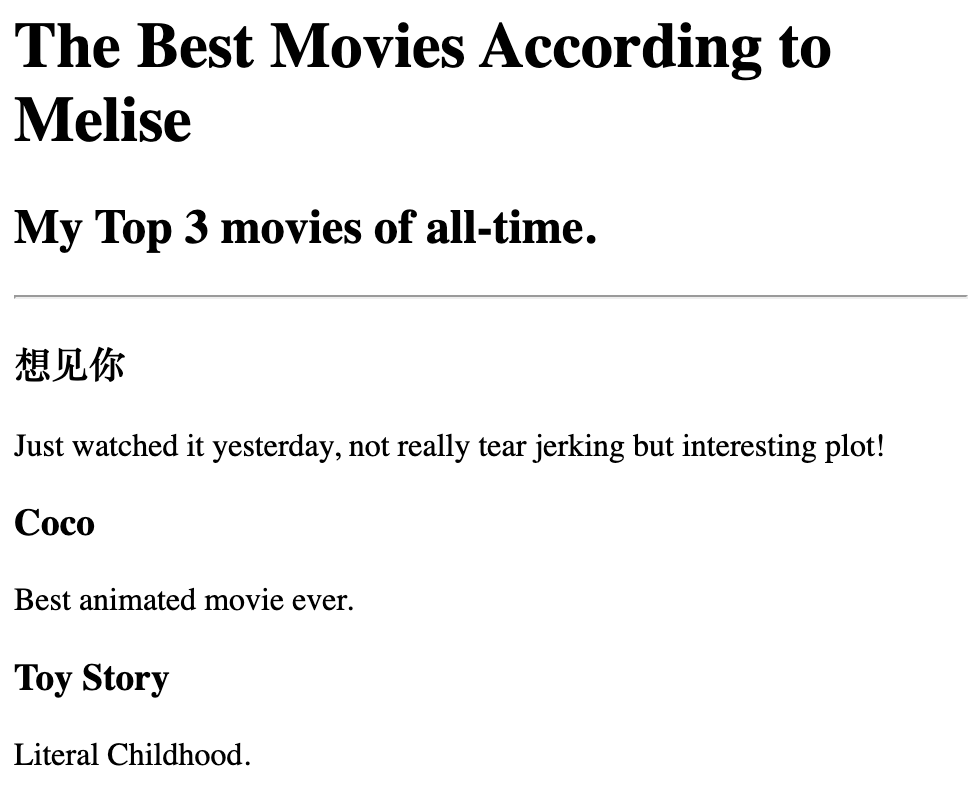 The Best Movies According to
Melise
My Top 3 movies of all-time.
想见你
Just watched it yesterday, not really tear jerking but interesting plot!
Coco
Best animated movie ever.
Toy Story
Literal Childhood.